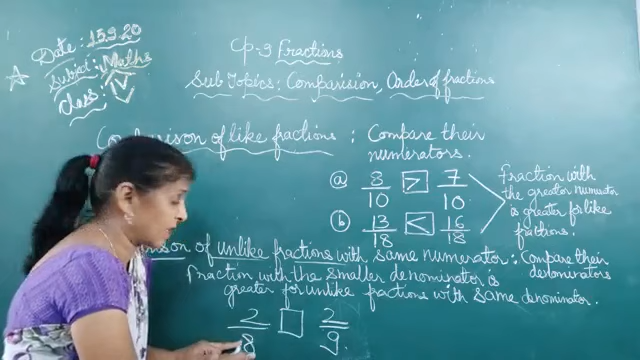 Date: 15.9.20
Subject: Maths
Class: IV
CP-3 Fractions
Sub Topics: Comparision, Order of fractions
Comparison of like fractions : Compare their numerators.
ⓐ 8/10 > 7/10
ⓑ 13/18 < 16/18
Fraction with
the greater numerator
is greater for like
fractions.
of unlike fractions with same numerator: Compare their denominators
fraction with the smaller denominator is
greater for unlike fractions with same denominator.
2/8 □ 2/9